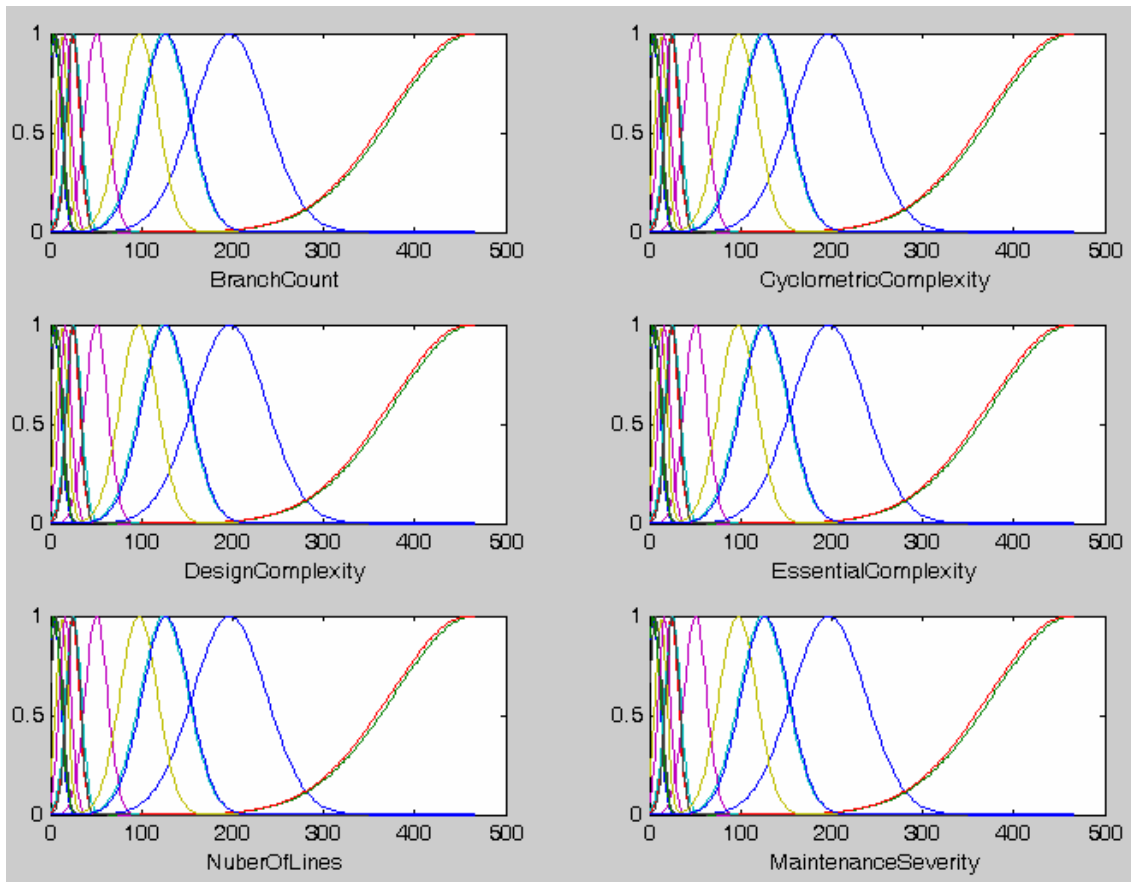 1
0.5
0
0 100 200 300 400 500
BranchCount
1
0.5
0
0 100 200 300 400 500
CyclometricComplexity
1
0.5
0
0 100 200 300 400 500
DesignComplexity
1
0.5
0
0 100 200 300 400 500
EssentialComplexity
1
0.5
0
0 100 200 300 400 500
NuberOfLines
1
0.5
0
0 100 200 300 400 500
MaintenanceSeverity